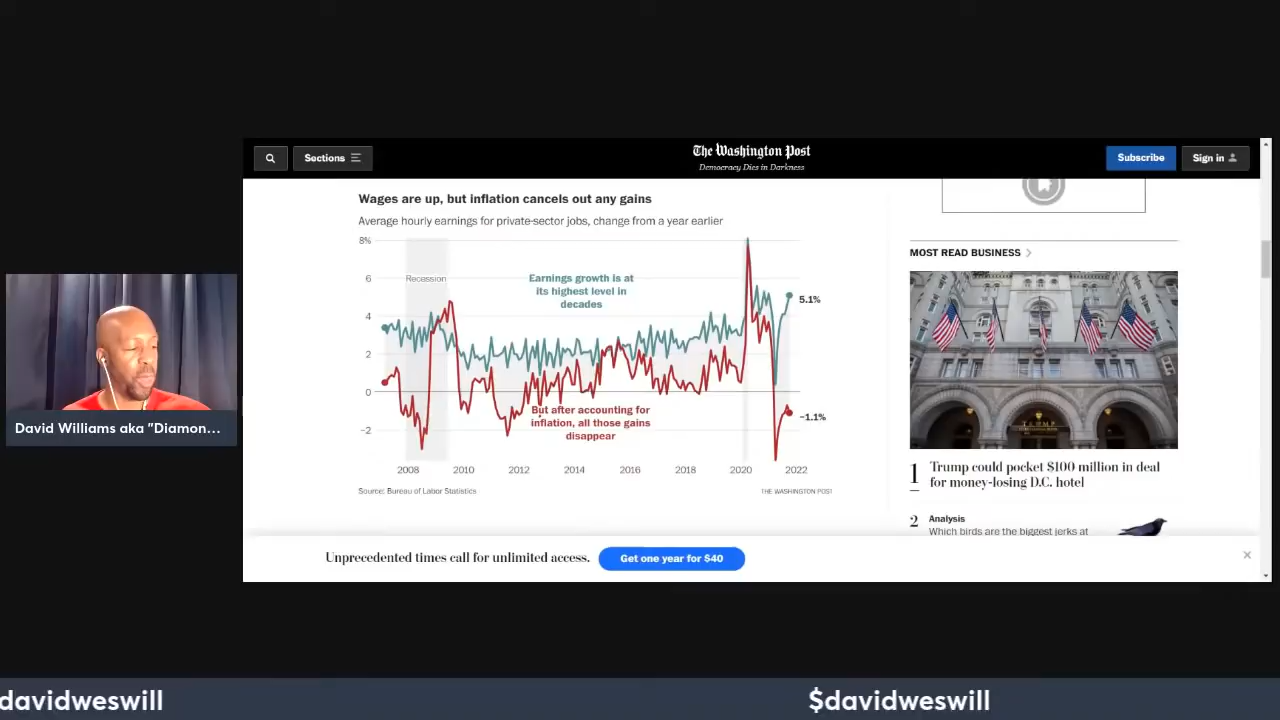 Sections
The Washington Post
Democracy Dies in Darkness
Subscribe
Sign in
Wages are up, but inflation cancels out any gains
Average hourly earnings for private-sector jobs, change from a year earlier
8%
6
4
2
0
−2
Recession
Earnings growth is at
its highest level in
decades
5.1%
But after accounting for
inflation, all those gains
disappear
−1.1%
2008 2010 2012 2014 2016 2018 2020 2022
Source: Bureau of Labor Statistics
THE WASHINGTON POST
MOST READ BUSINESS
TRUMP
1 Trump could pocket $100 million in deal
for money-losing D.C. hotel
2 Analysis
Which birds are the biggest jerks at
Unprecedented times call for unlimited access.
Get one year for $40
David Williams aka "Diamon...
davidweswill
$davidweswill